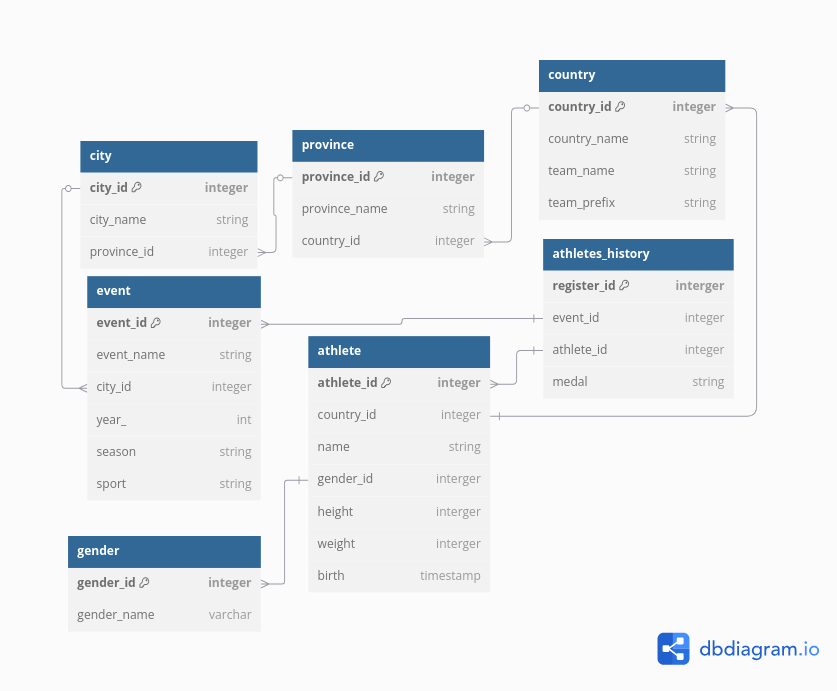 country
country_id integer
country_name string
team_name string
team_prefix string
province
province_id integer
province_name string
country_id integer
city
city_id integer
city_name string
province_id integer
athletes_history
register_id interger
event_id integer
athlete_id integer
medal string
event
event_id integer
event_name string
city_id integer
year_ int
season string
sport string
athlete
athlete_id integer
country_id integer
name string
gender_id interger
height interger
weight interger
birth timestamp
gender
gender_id integer
gender_name varchar
dbdiagram.io